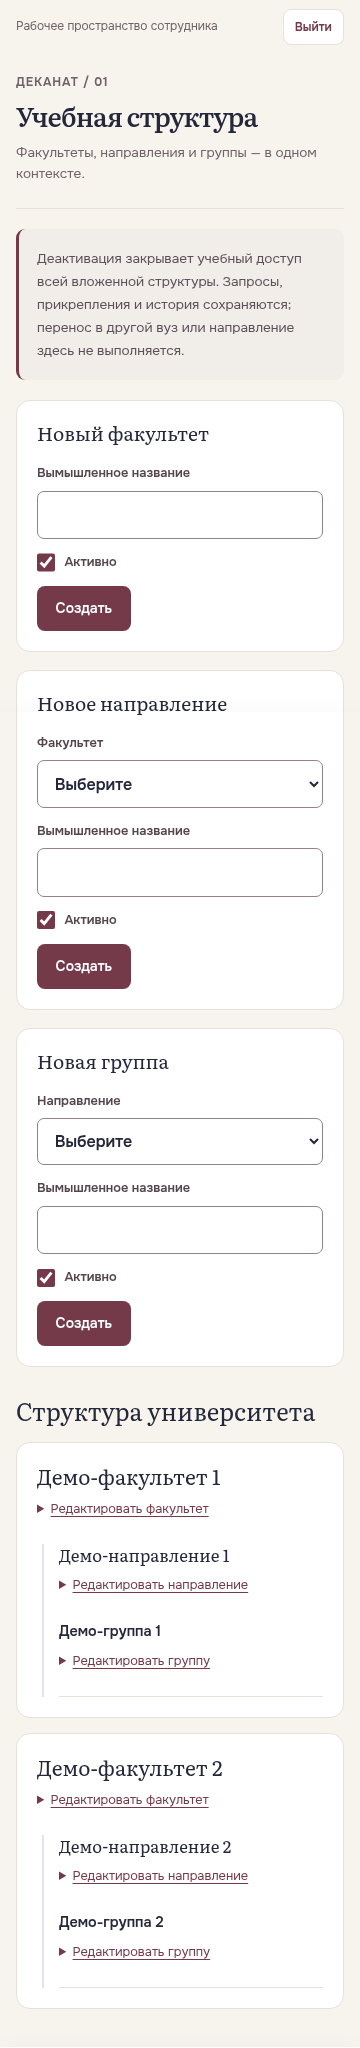 Рабочее пространство сотрудника
Выйти
ДЕКАНАТ / 01
Учебная структура
Факультеты, направления и группы — в одном
контексте.
Деактивация закрывает учебный доступ
всей вложенной структуры. Запросы,
прикрепления и история сохраняются;
перенос в другой вуз или направление
здесь не выполняется.
Новый факультет
Вымышленное название
Активно
Создать
Новое направление
Факультет
Выберите
Вымышленное название
Активно
Создать
Новая группа
Направление
Выберите
Вымышленное название
Активно
Создать
Структура университета
Демо-факультет 1
Редактировать факультет
Демо-направление 1
Редактировать направление
Демо-группа 1
Редактировать группу
Демо-факультет 2
Редактировать факультет
Демо-направление 2
Редактировать направление
Демо-группа 2
Редактировать группу